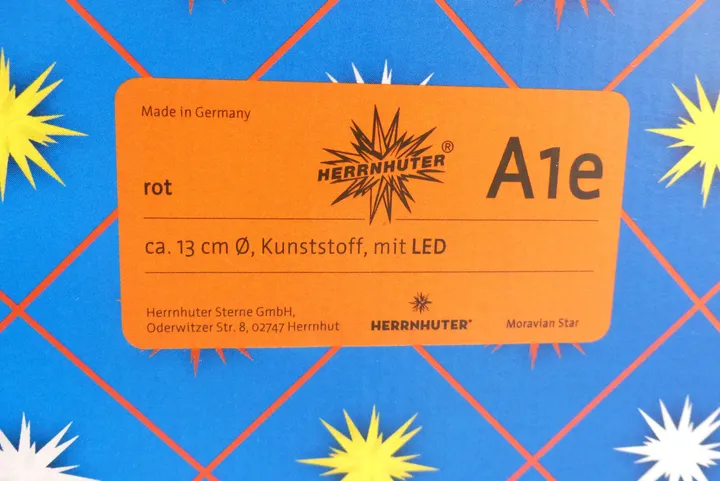 Made in Germany
HERRNHUTER®
A1e
rot
ca. 13 cm Ø, Kunststoff, mit LED
Herrnhuter Sterne GmbH,
Oderwitzer Str. 8, 02747 Herrnhut
HERRNHUTER
Moravian Star